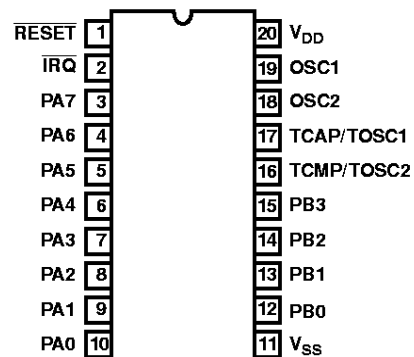 RESET 1 20 VDD
IRQ 2 19 OSC1
PA7 3 18 OSC2
PA6 4 17 TCAP/TOSC1
PA5 5 16 TCMP/TOSC2
PA4 6 15 PB3
PA3 7 14 PB2
PA2 8 13 PB1
PA1 9 12 PB0
PA0 10 11 VSS